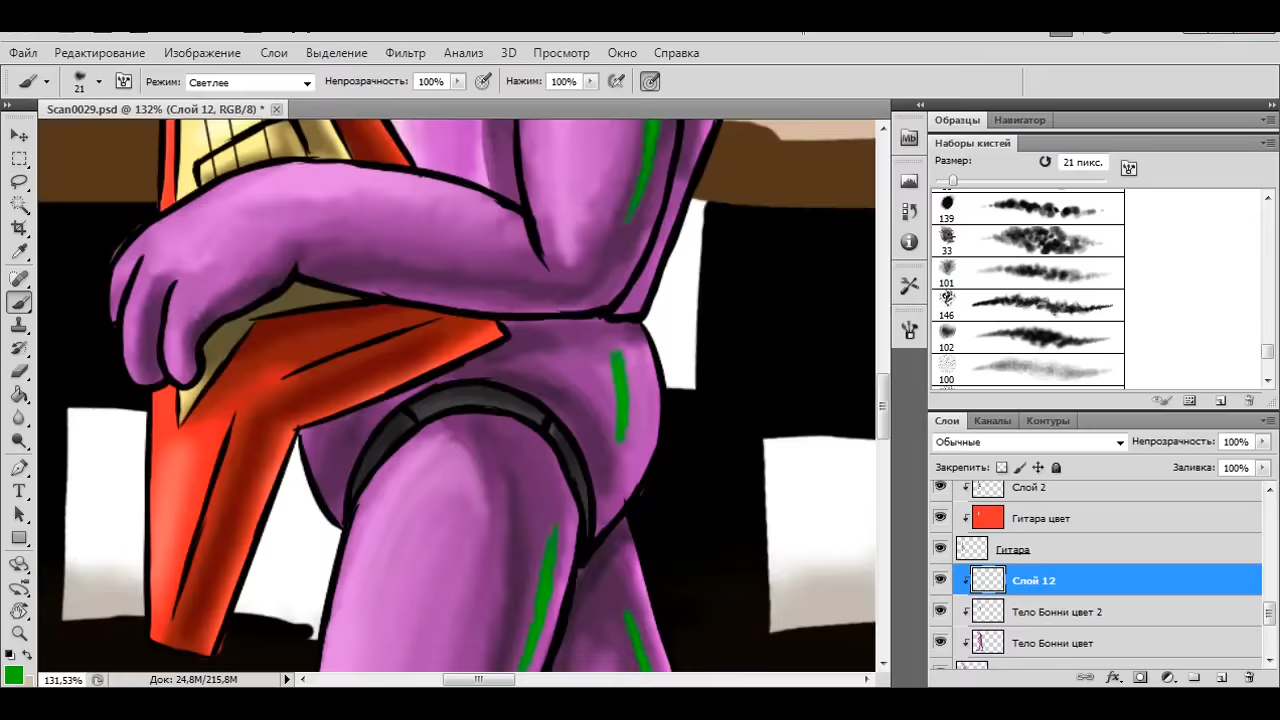 Файл Редактирование Изображение Слои Выделение Фильтр Анализ 3D Просмотр Окно Справка
21 Режим: Светлее Непрозрачность: 100% Нажим: 100%
Scan0029.psd @ 132% (Слой 12, RGB/8) *
Образцы Навигатор
Наборы кистей
Размер: 21 пикс.
139
33
101
146
102
100
Слои Каналы Контуры
Обычные Непрозрачность: 100%
Закрепить: Заливка: 100%
Слой 2
Гитара цвет
Гитара
Слой 12
Тело Бонни цвет 2
Тело Бонни цвет
131,53% Док: 24,8M/215,8M